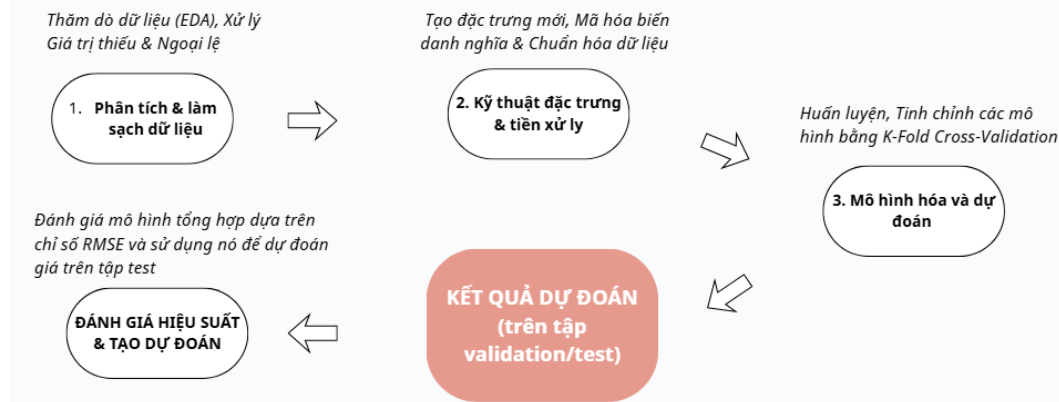 Thăm dò dữ liệu (EDA), Xử lý
Giá trị thiếu & Ngoại lệ
1. Phân tích & làm
sạch dữ liệu
Tạo đặc trưng mới, Mã hóa biến
danh nghĩa & Chuẩn hóa dữ liệu
2. Kỹ thuật đặc trưng
& tiền xử ly
Huấn luyện, Tinh chỉnh các mô
hình bằng K-Fold Cross-Validation
3. Mô hình hóa và dự
đoán
KẾT QUẢ DỰ ĐOÁN
(trên tập
validation/test)
Đánh giá mô hình tổng hợp dựa trên
chỉ số RMSE và sử dụng nó để dự đoán
giá trên tập test
ĐÁNH GIÁ HIỆU SUẤT
& TẠO DỰ ĐOÁN